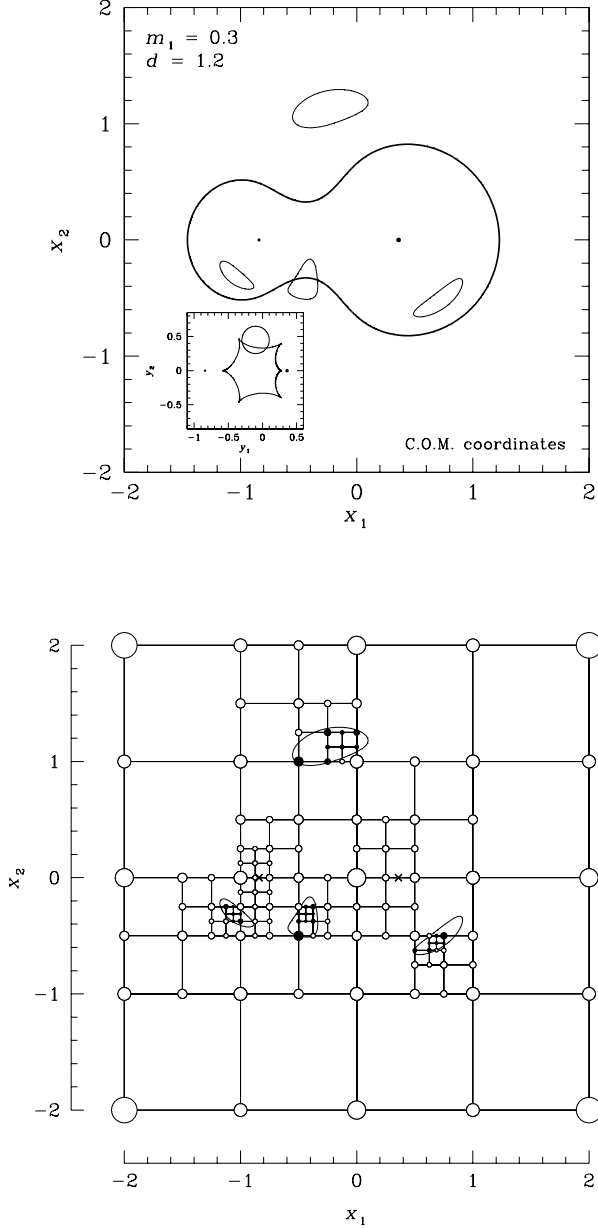 2
m₁ = 0.3
d = 1.2
1
X₂
0
0.5
y₂
0
−0.5
−1 −0.5 0 0.5
y₁
−1
C.O.M. coordinates
−2
−2 −1 0 1 2
X₁
2
1
X₂
0
−1
−2
−2 −1 0 1 2
X₁